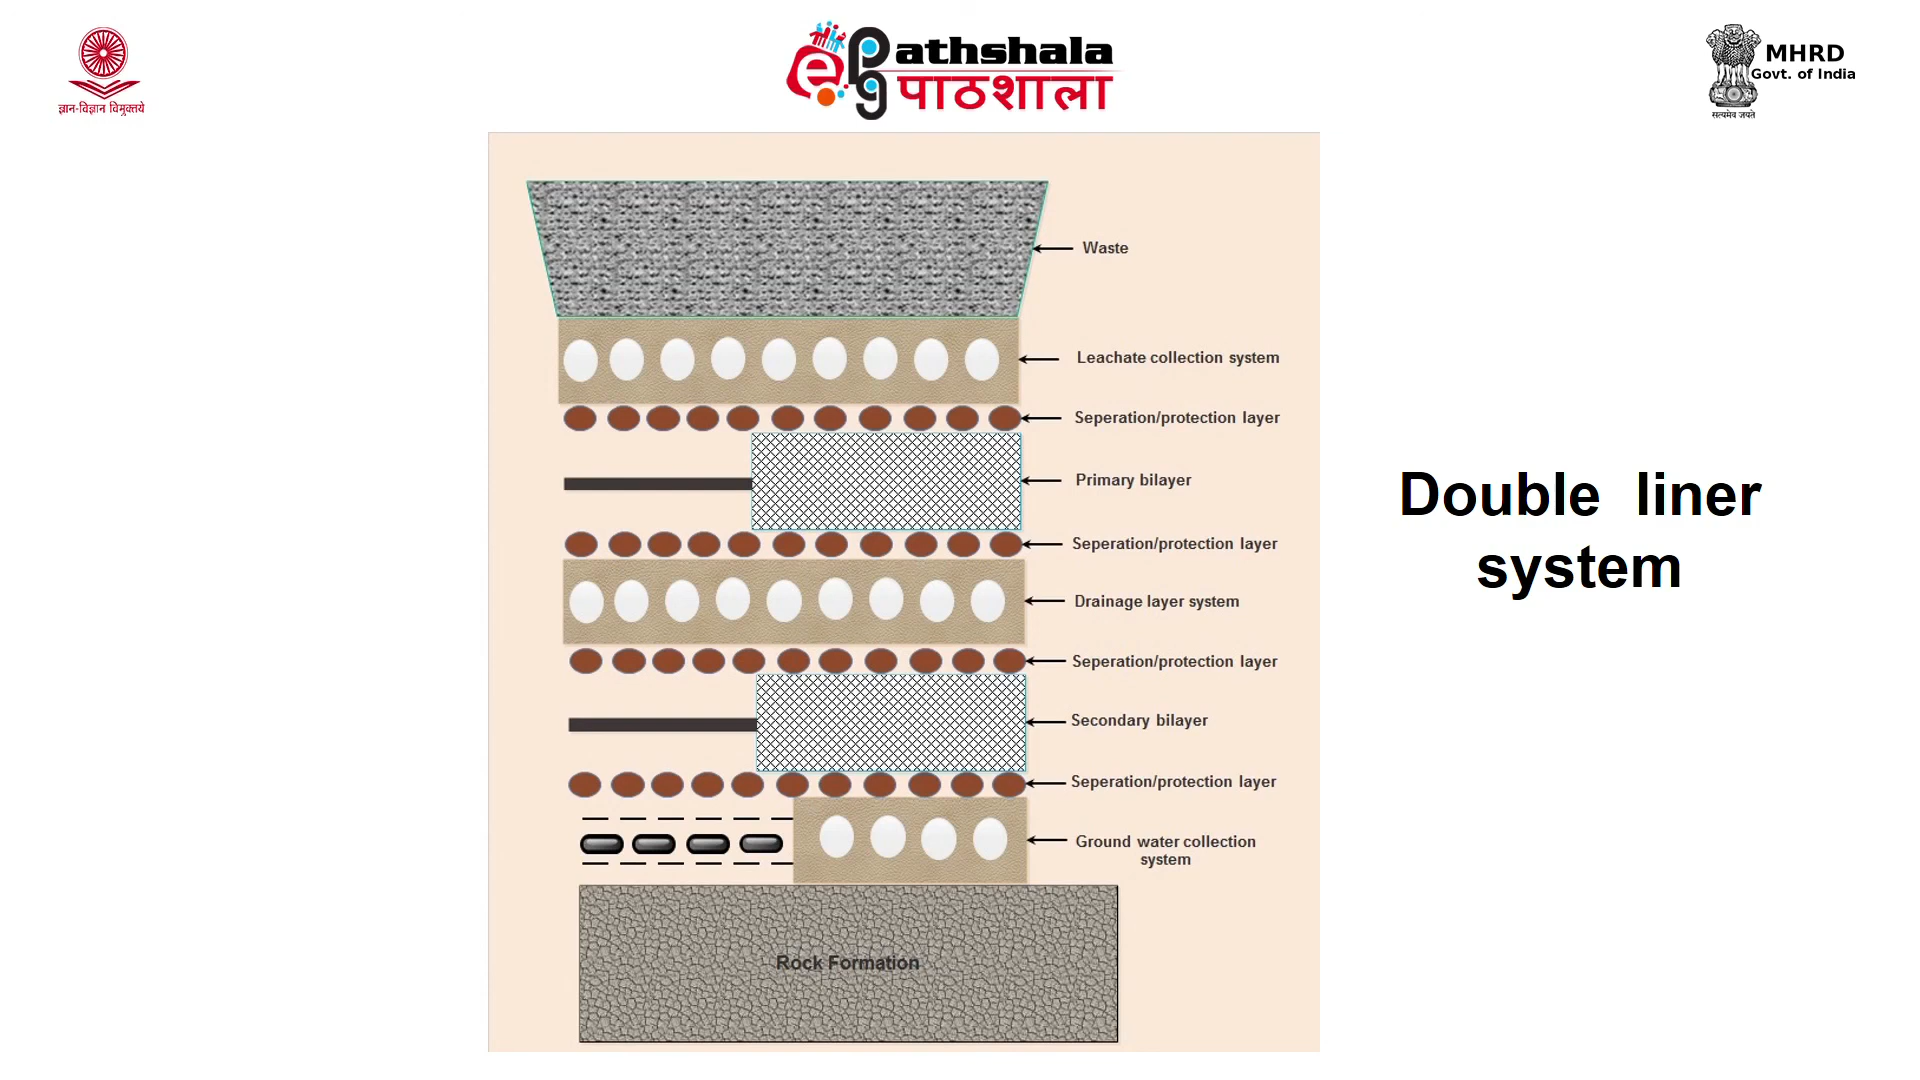 ज्ञान-विज्ञान विमुक्तये
e PG athshala
पाठशाला
MHRD
Govt. of India
सत्यमेव जयते
Waste
Leachate collection system
Seperation/protection layer
Primary bilayer
Seperation/protection layer
Drainage layer system
Seperation/protection layer
Secondary bilayer
Seperation/protection layer
Ground water collection
system
Rock Formation
Double liner
system